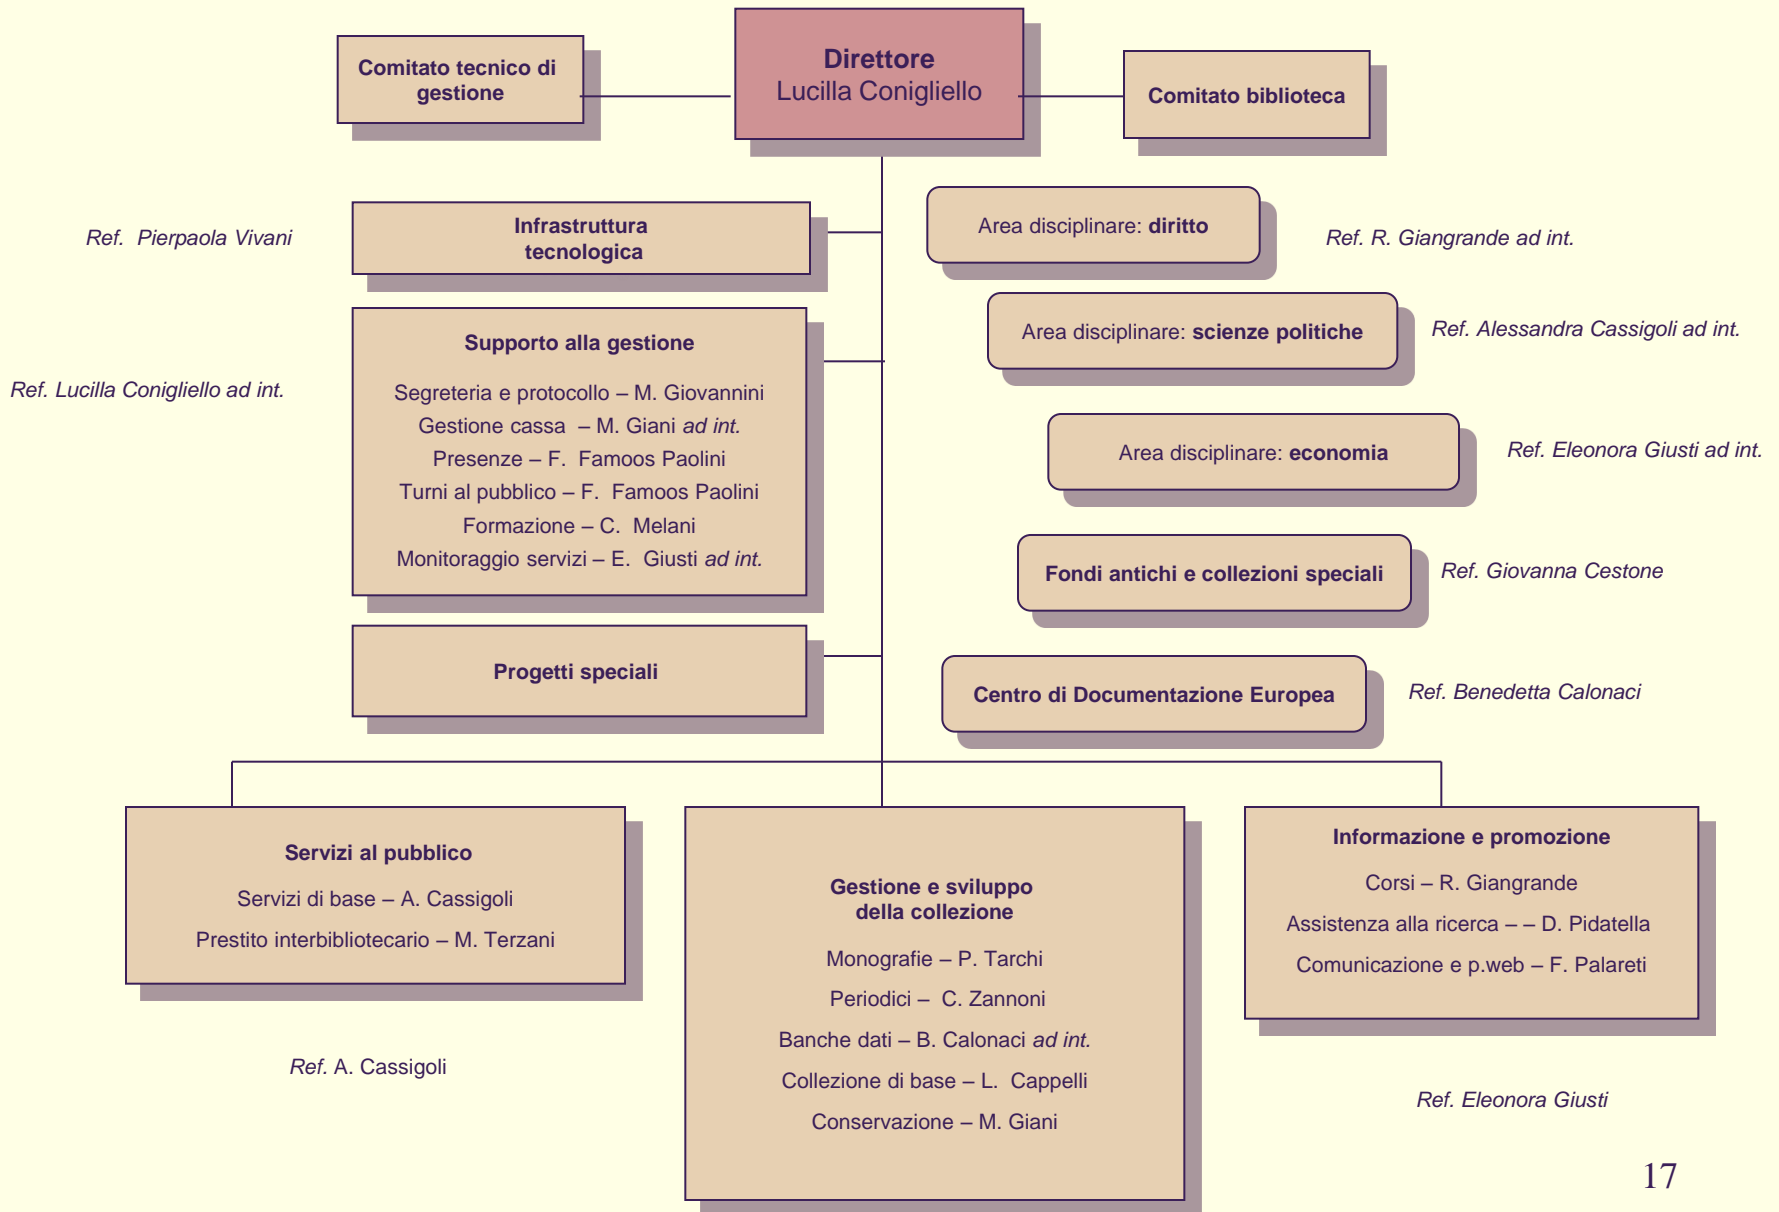 Comitato tecnico di
gestione
Direttore
Lucilla Conigliello
Comitato biblioteca
Ref. Pierpaola Vivani
Infrastruttura
tecnologica
Area disciplinare: diritto
Ref. R. Giangrande ad int.
Area disciplinare: scienze politiche
Ref. Alessandra Cassigoli ad int.
Ref. Lucilla Conigliello ad int.
Supporto alla gestione
Segreteria e protocollo – M. Giovannini
Gestione cassa – M. Giani ad int.
Presenze – F. Famoos Paolini
Turni al pubblico – F. Famoos Paolini
Formazione – C. Melani
Monitoraggio servizi – E. Giusti ad int.
Area disciplinare: economia
Ref. Eleonora Giusti ad int.
Fondi antichi e collezioni speciali
Ref. Giovanna Cestone
Progetti speciali
Centro di Documentazione Europea
Ref. Benedetta Calonaci
Servizi al pubblico
Servizi di base – A. Cassigoli
Prestito interbibliotecario – M. Terzani
Ref. A. Cassigoli
Gestione e sviluppo
della collezione
Monografie – P. Tarchi
Periodici – C. Zannoni
Banche dati – B. Calonaci ad int.
Collezione di base – L. Cappelli
Conservazione – M. Giani
Informazione e promozione
Corsi – R. Giangrande
Assistenza alla ricerca – – D. Pidatella
Comunicazione e p.web – F. Palareti
Ref. Eleonora Giusti
17